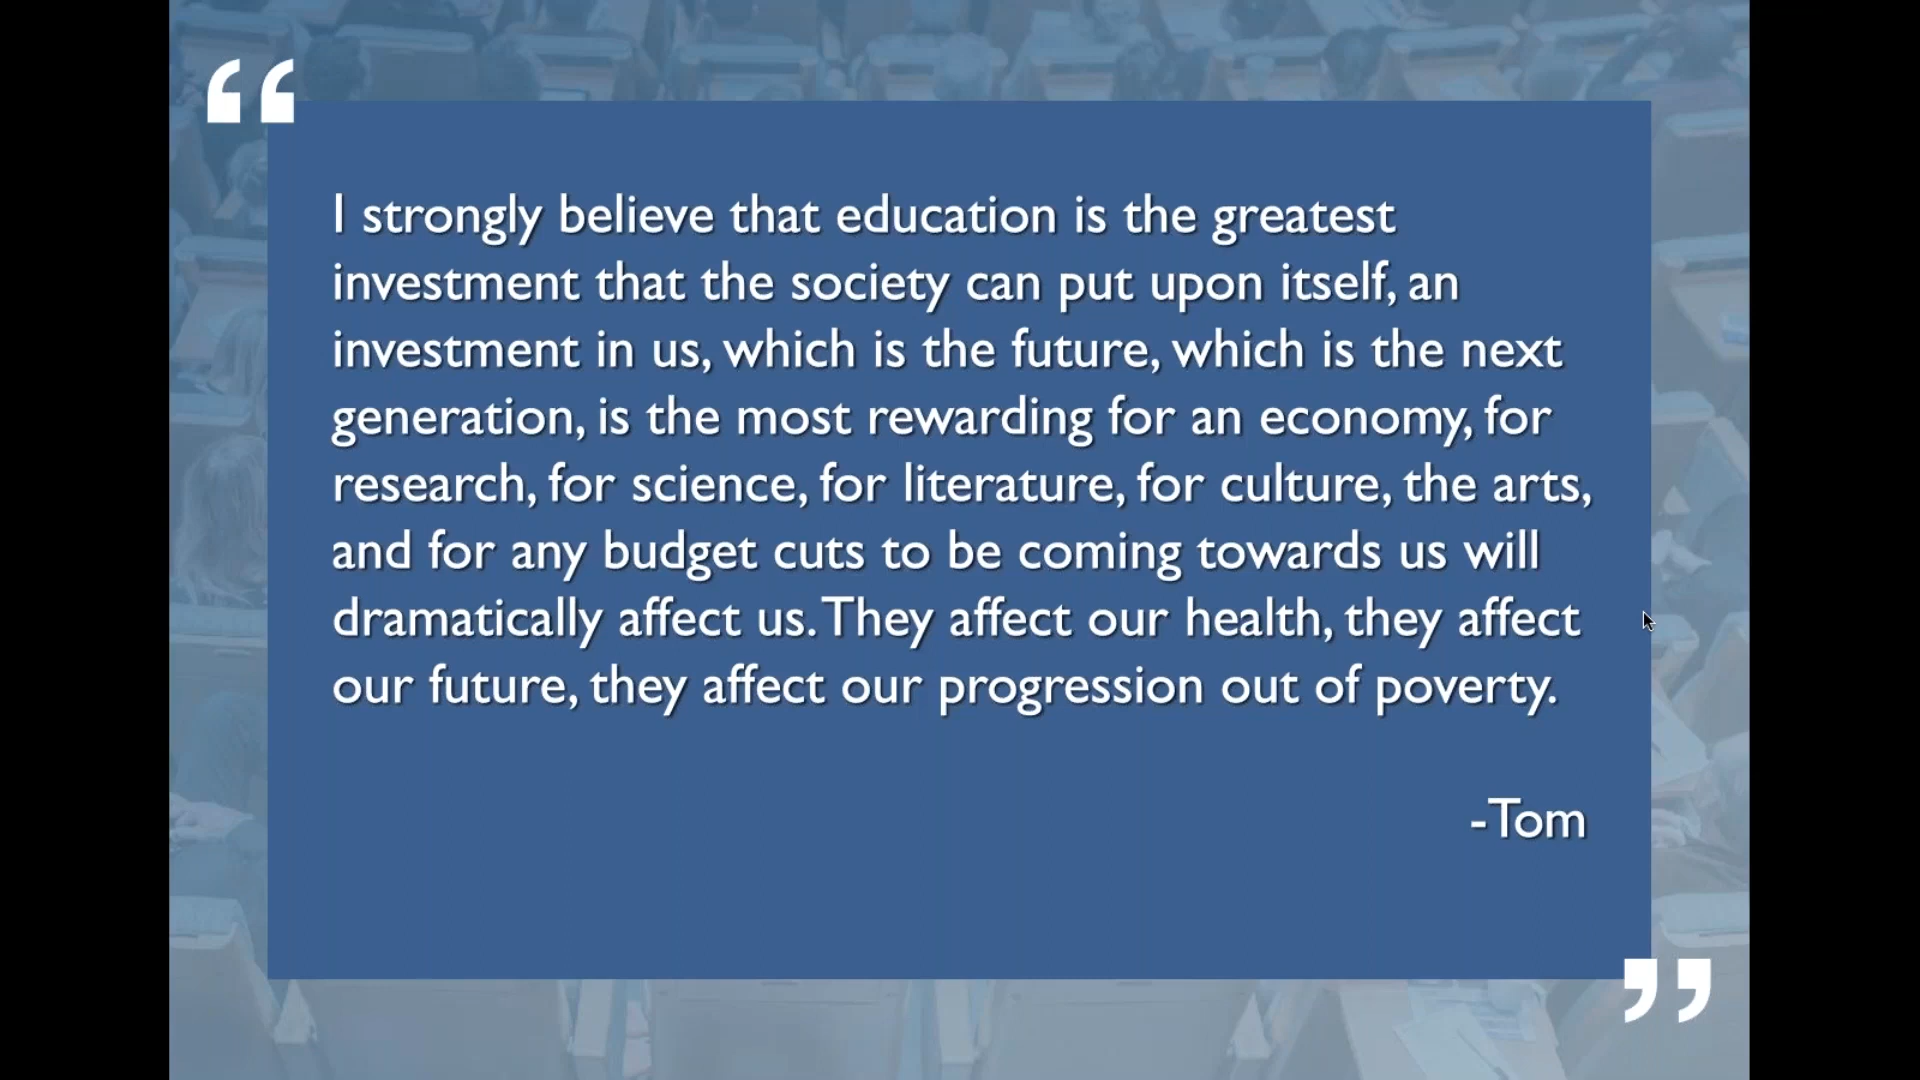 “
I strongly believe that education is the greatest
investment that the society can put upon itself, an
investment in us, which is the future, which is the next
generation, is the most rewarding for an economy, for
research, for science, for literature, for culture, the arts,
and for any budget cuts to be coming towards us will
dramatically affect us. They affect our health, they affect
our future, they affect our progression out of poverty.
-Tom
”